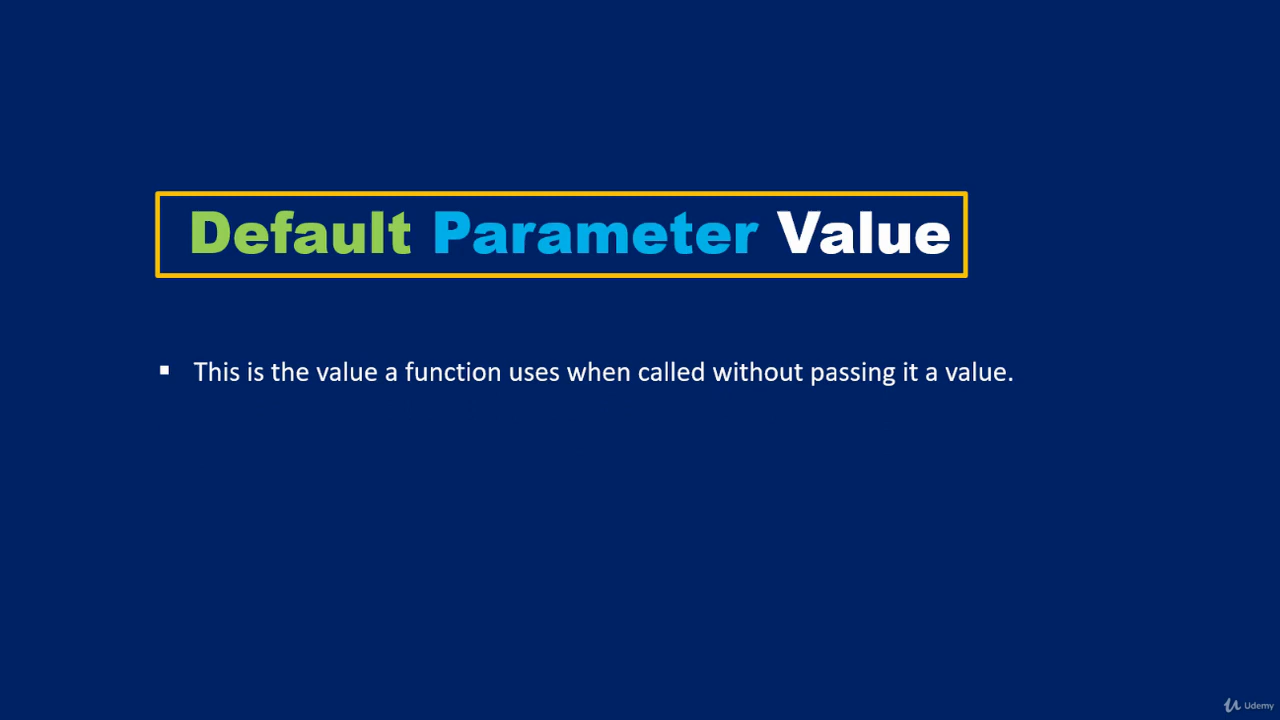 Default Parameter Value
▪ This is the value a function uses when called without passing it a value.
Udemy